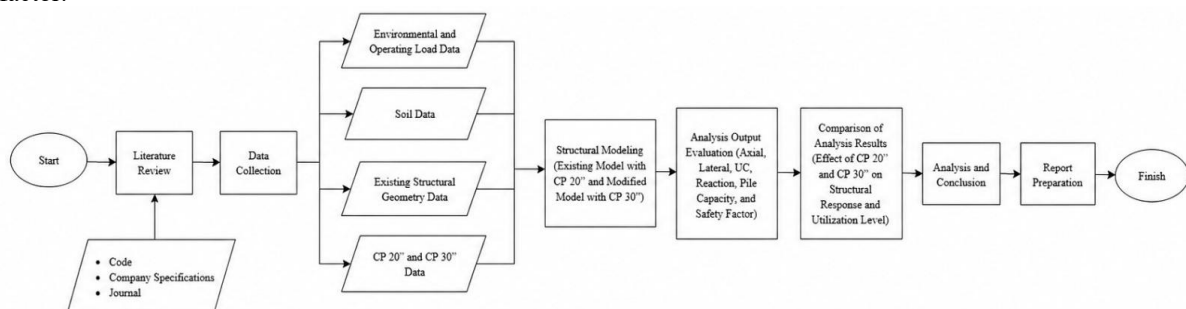 Start
Literature
Review
• Code
• Company Specifications
• Journal
Data
Collection
Environmental and
Operating Load Data
Soil Data
Existing Structural
Geometry Data
CP 20” and CP 30”
Data
Structural Modeling
(Existing Model with
CP 20” and Modified
Model with CP 30”)
Analysis Output
Evaluation (Axial,
Lateral, UC,
Reaction, Pile
Capacity, and
Safety Factor)
Comparison of
Analysis Results
(Effect of CP 20”
and CP 30” on
Structural
Response and
Utilization Level)
Analysis and
Conclusion
Report
Preparation
Finish